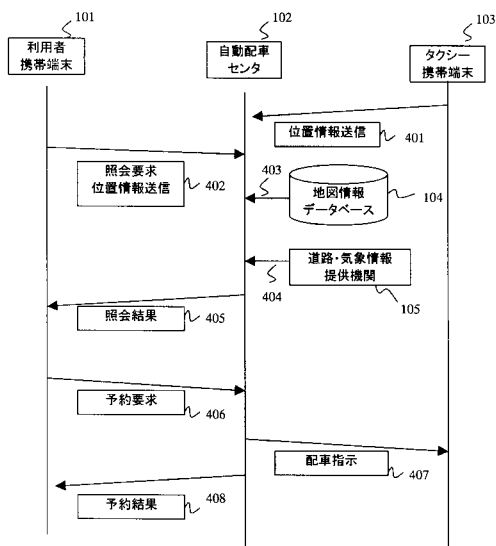 101
102
103
利用者
携帯端末
自動配車
センタ
タクシー
携帯端末
位置情報送信
401
照会要求
位置情報送信
402
403
地図情報
データベース
104
道路・気象情報
提供機関
404
105
照会結果
405
予約要求
406
配車指示
407
予約結果
408